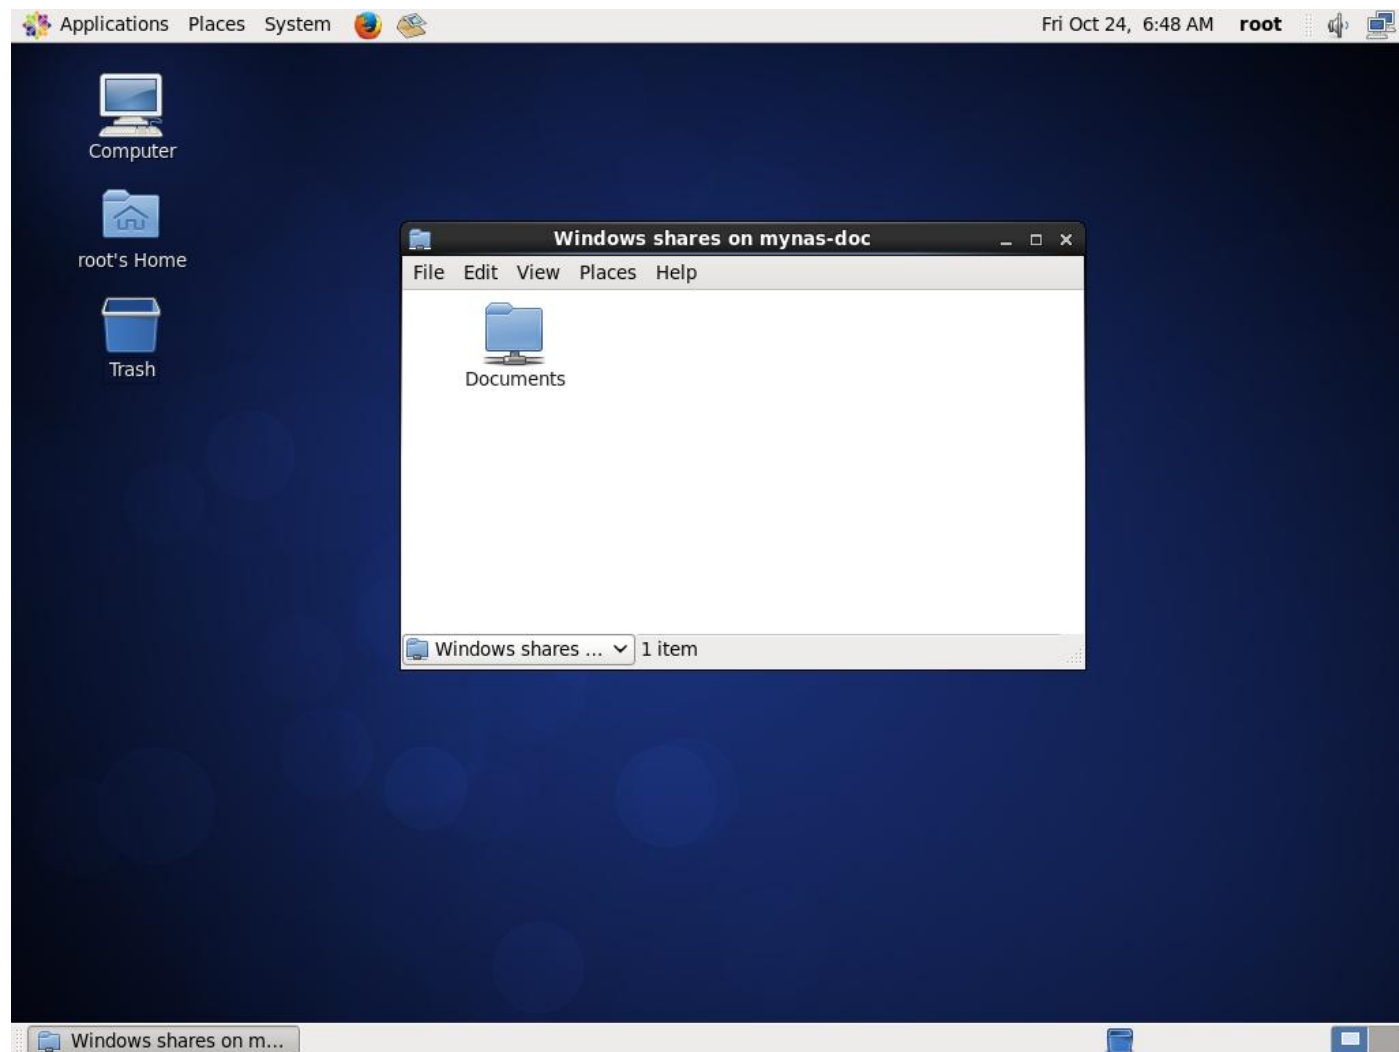 Applications Places System Fri Oct 24, 6:48 AM root
Computer
root's Home
Trash
Windows shares on mynas-doc
File Edit View Places Help
Documents
Windows shares ... 1 item
Windows shares on m...